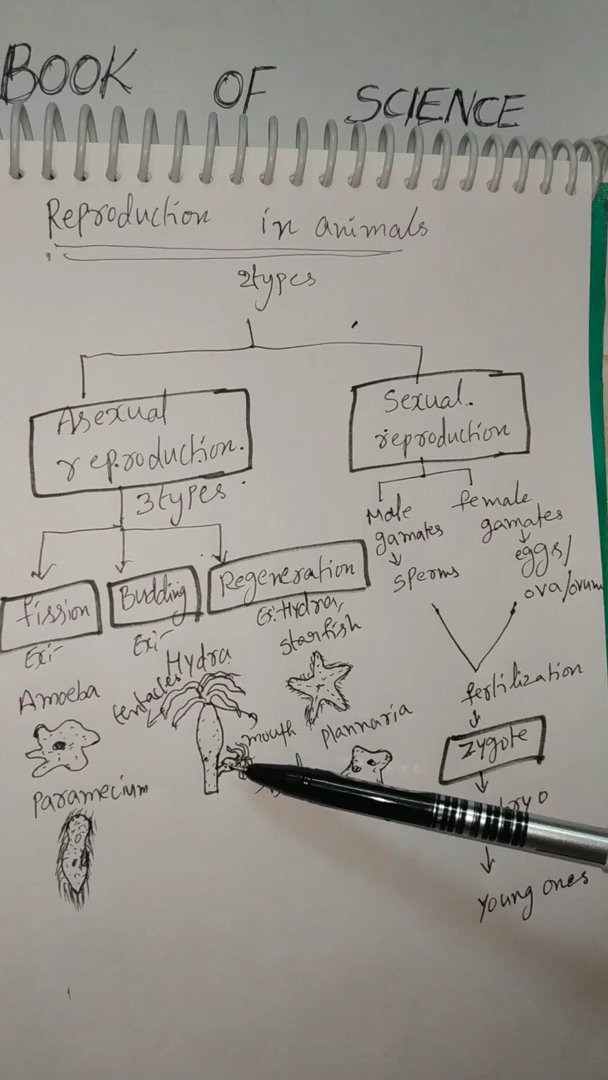 BOOK OF SCIENCE
Reproduction in animals
2types
Asexual
reproduction.
Sexual.
reproduction
3types.
Male
gamates
female
gamates
sperms
eggs/
ova/ovum
fission
Budding
Regeneration
Ex:-
Ex:-
Ex:Hydra,
starfish
Amoeba
Hydra
tentacles
mouth
Plannaria
Paramecium
fertilization
Zygote
young ones